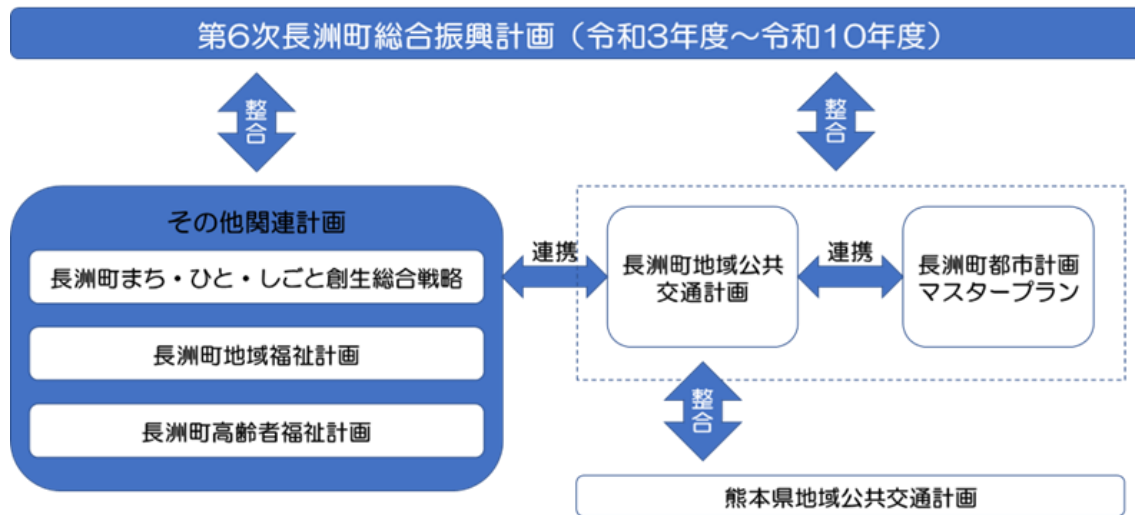 第6次長洲町総合振興計画（令和3年度～令和10年度）
整合
整合
その他関連計画
長洲町まち・ひと・しごと創生総合戦略
長洲町地域福祉計画
長洲町高齢者福祉計画
連携
長洲町地域公共
交通計画
連携
長洲町都市計画
マスタープラン
整合
熊本県地域公共交通計画